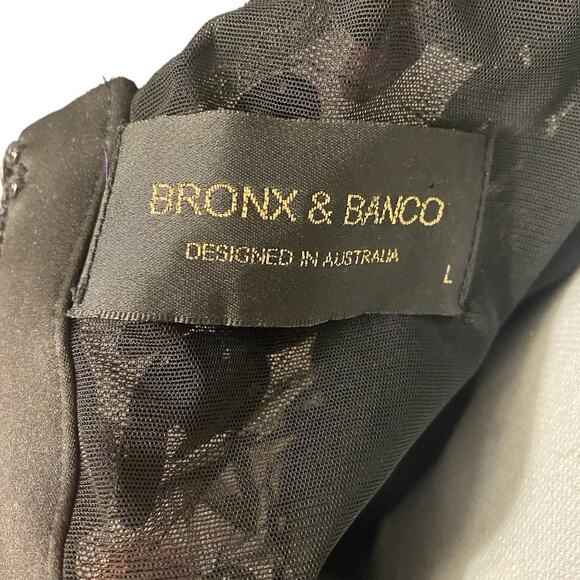 BRONX & BANCO
DESIGNED IN AUSTRALIA
L